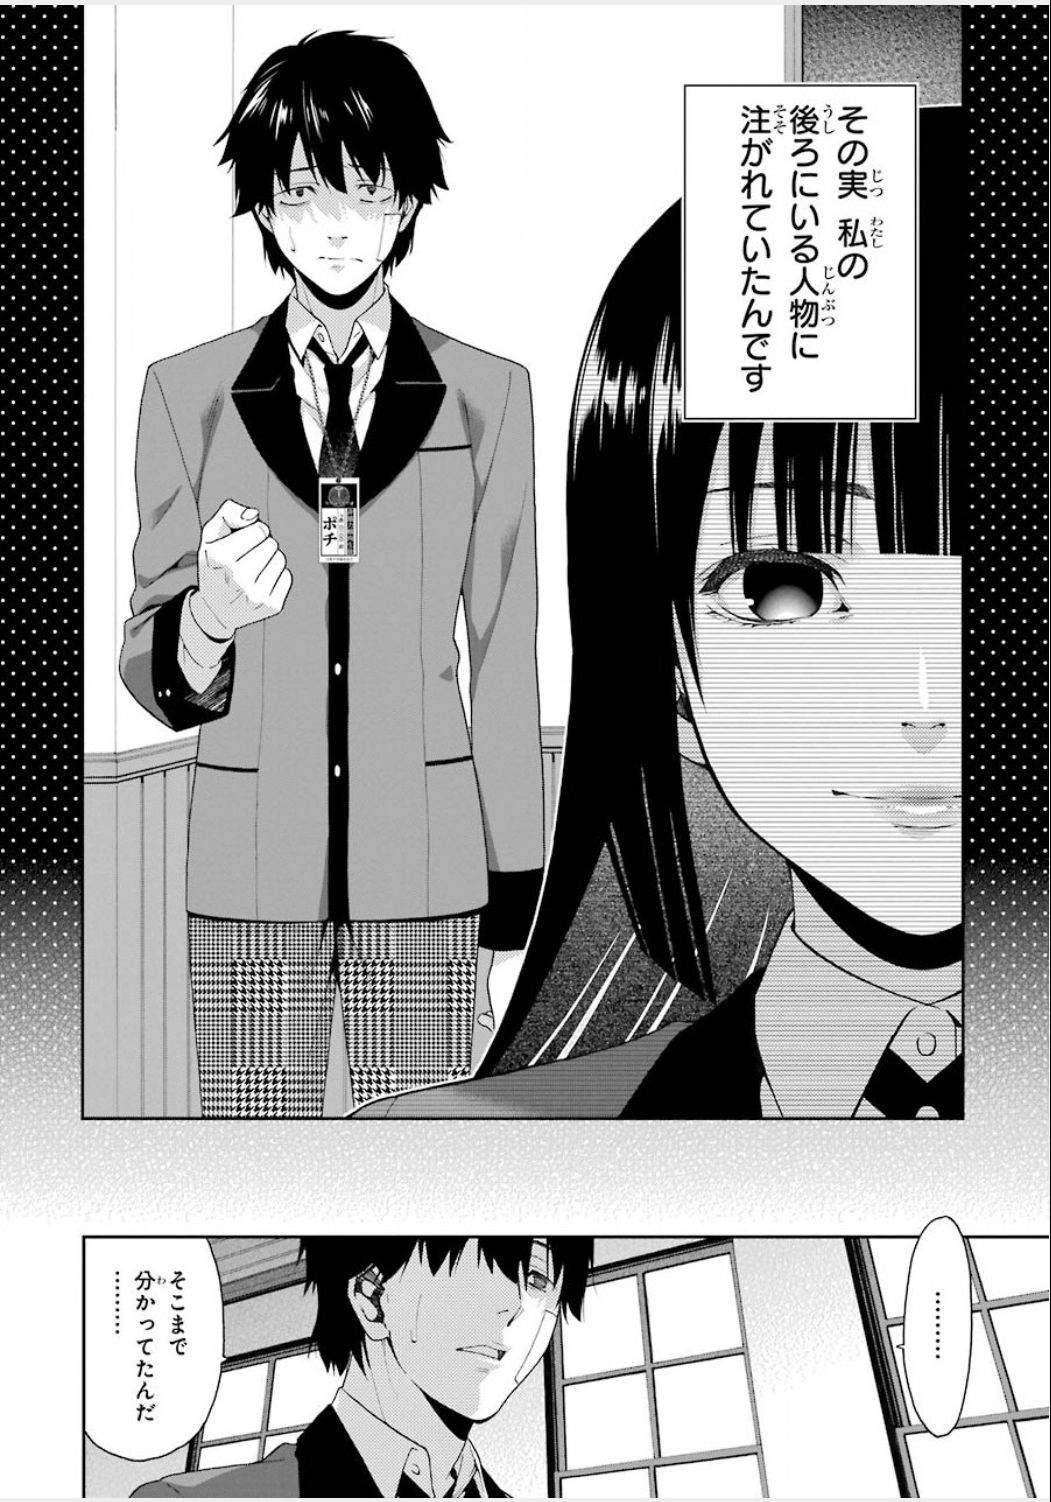 その実 私の
後ろにいる人物に
注がれていたんです
ポチ
…………
そこまで
分かってたんだ
…………